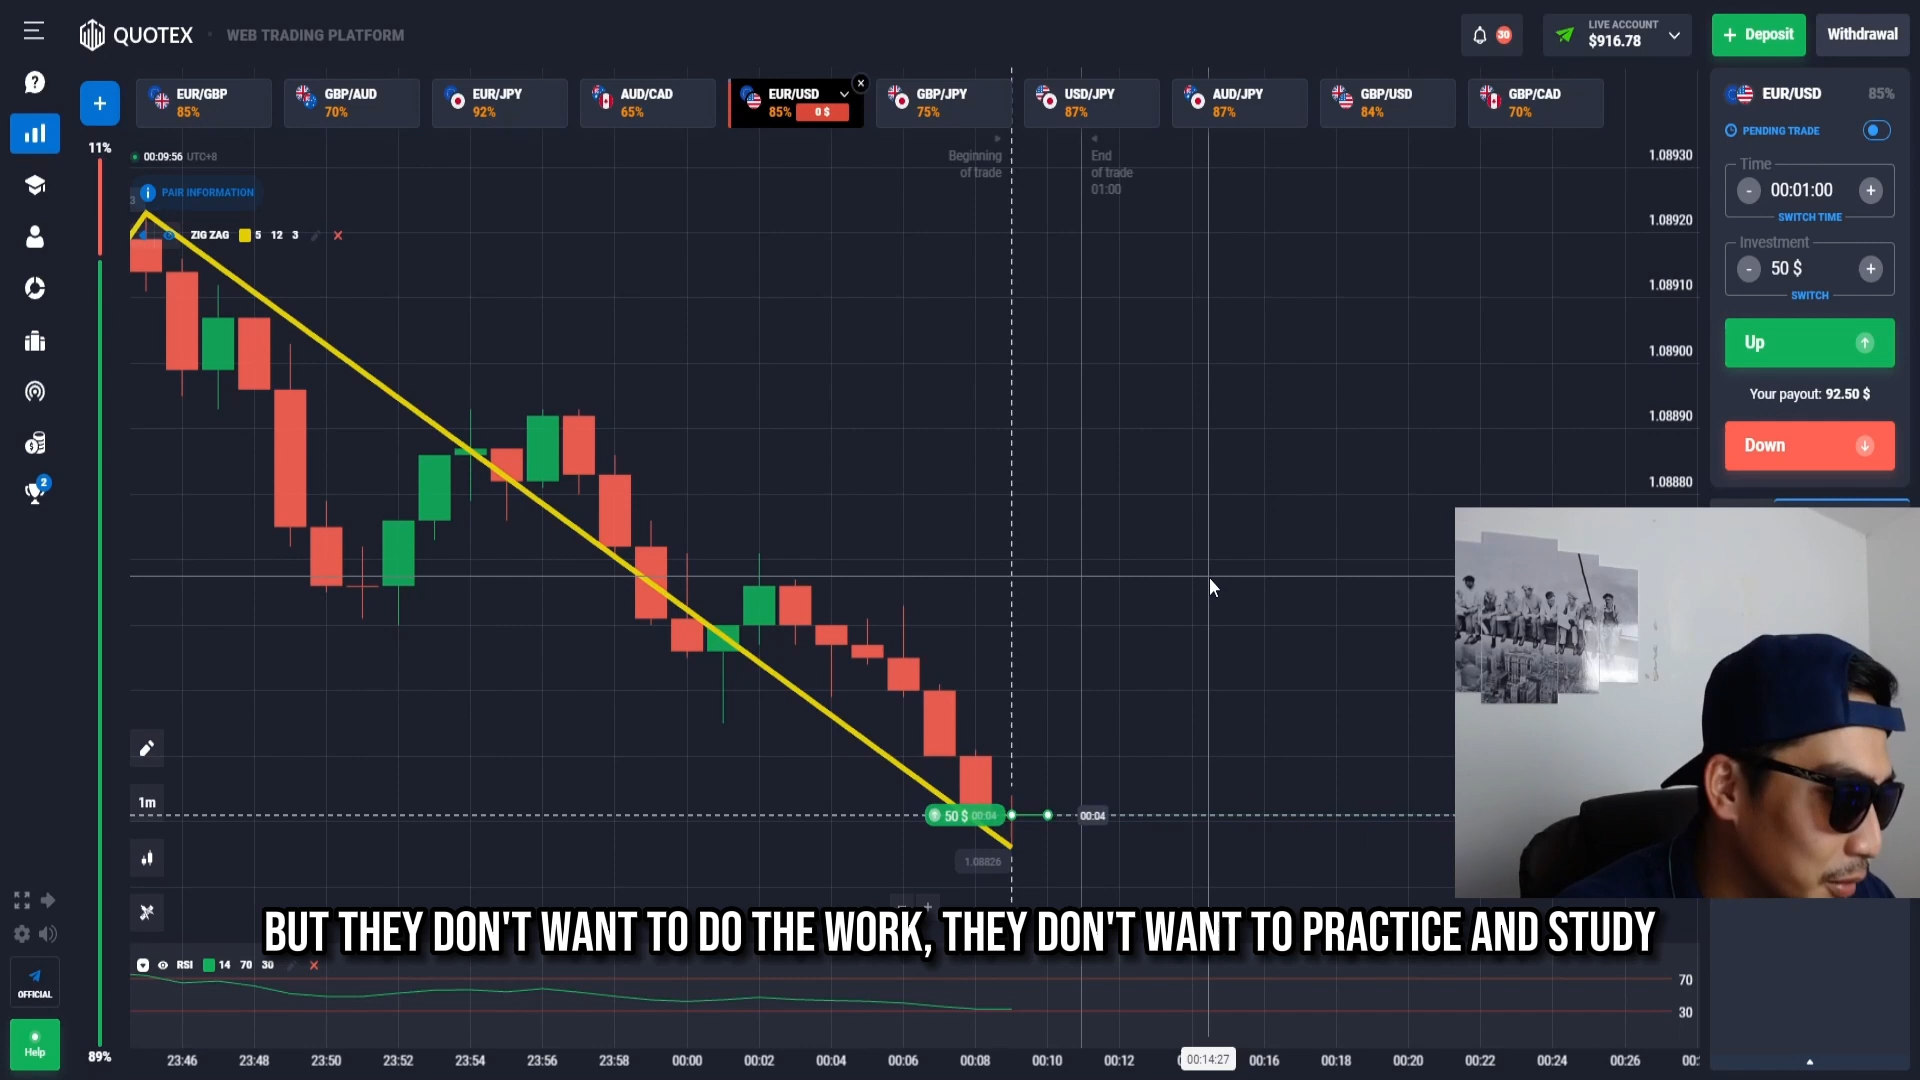 QUOTEX
WEB TRADING PLATFORM
30
LIVE ACCOUNT
$916.78
+ Deposit
Withdrawal
+
EUR/GBP
85%
GBP/AUD
70%
EUR/JPY
92%
AUD/CAD
65%
EUR/USD
85% 0 $
GBP/JPY
75%
USD/JPY
87%
AUD/JPY
87%
GBP/USD
84%
GBP/CAD
70%
EUR/USD 85%
PENDING TRADE
Time
- 00:01:00 +
SWITCH TIME
Investment
- 50 $ +
SWITCH
Up
Your payout: 92.50 $
Down
11%
00:09:56 UTC+8
PAIR INFORMATION
3
ZIG ZAG 5 12 3
Beginning
of trade
End
of trade
01:00
1.08930
1.08920
1.08910
1.08900
1.08890
1.08880
2
1m
50 $ 00:04
00:04
1.08826
BUT THEY DON'T WANT TO DO THE WORK, THEY DON'T WANT TO PRACTICE AND STUDY
RSI 14 70 30
70
30
OFFICIAL
Help
89%
23:46 23:48 23:50 23:52 23:54 23:56 23:58 00:00 00:02 00:04 00:06 00:08 00:10 00:12 00:14:27 00:16 00:18 00:20 00:22 00:24 00:26